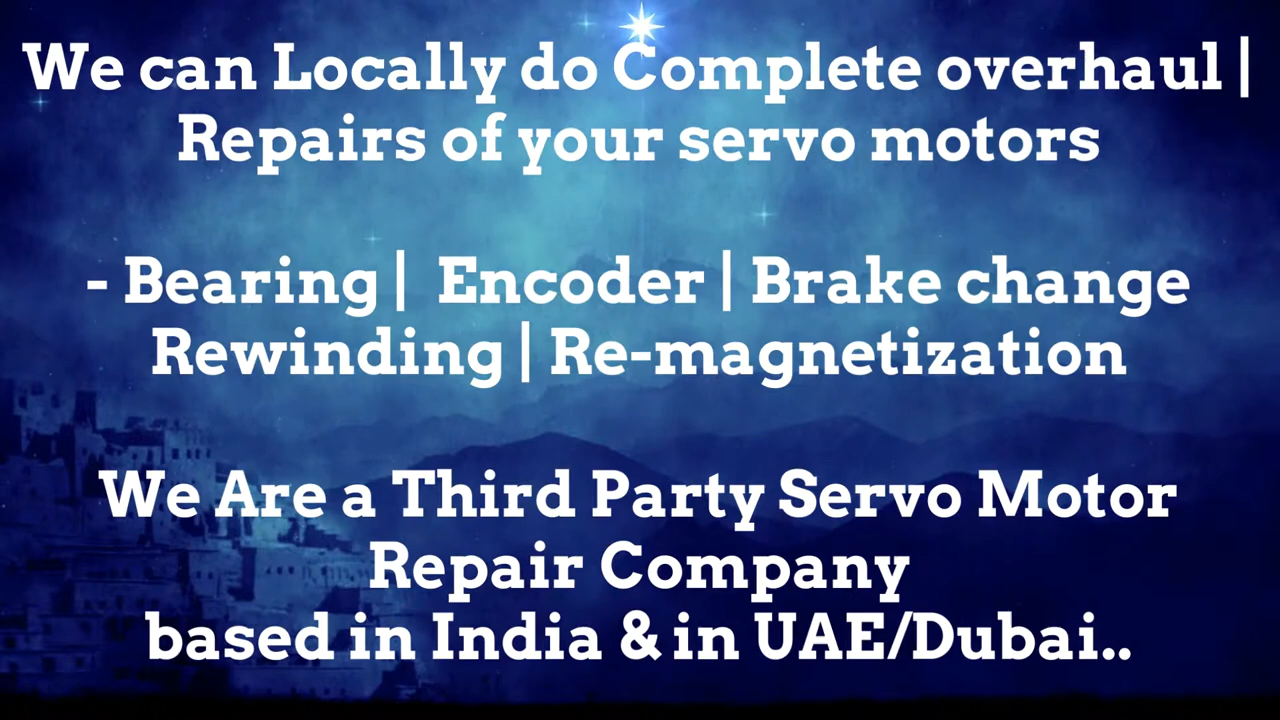 We can Locally do Complete overhaul |
Repairs of your servo motors
- Bearing | Encoder | Brake change
Rewinding | Re-magnetization
We Are a Third Party Servo Motor
Repair Company
based in India & in UAE/Dubai..